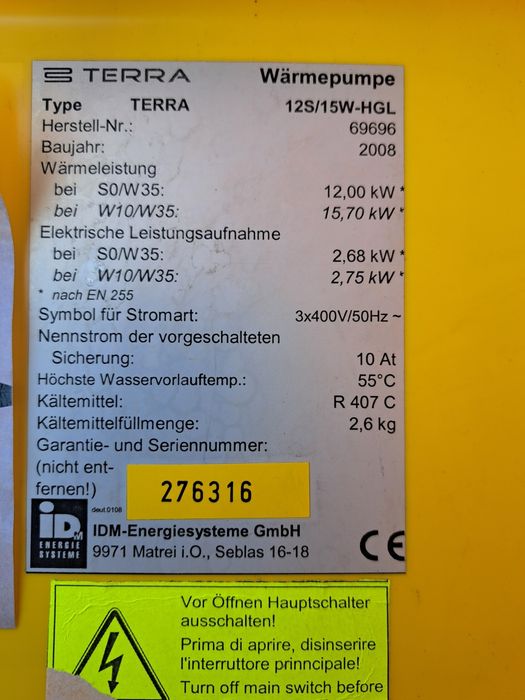 TERRA Wärmepumpe
Type TERRA 12S/15W-HGL
Herstell-Nr.: 69696
Baujahr: 2008
Wärmeleistung
bei S0/W35: 12,00 kW *
bei W10/W35: 15,70 kW *
Elektrische Leistungsaufnahme
bei S0/W35: 2,68 kW *
bei W10/W35: 2,75 kW *
* nach EN 255
Symbol für Stromart: 3x400V/50Hz ~
Nennstrom der vorgeschalteten
Sicherung: 10 At
Höchste Wasservorlauftemp.: 55°C
Kältemittel: R 407 C
Kältemittelfüllmenge: 2,6 kg
Garantie- und Seriennummer:
(nicht ent-
fernen!) 276316
deut.0108
iDM
ENERGIE
SYSTEME
IDM-Energiesysteme GmbH
9971 Matrei i.O., Seblas 16-18
CE
Vor Öffnen Hauptschalter
ausschalten!
Prima di aprire, disinserire
l'interruttore prinncipale!
Turn off main switch before